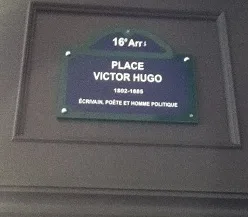 16e Arrt
PLACE
VICTOR HUGO
1802-1885
ÉCRIVAIN, POÈTE ET HOMME POLITIQUE